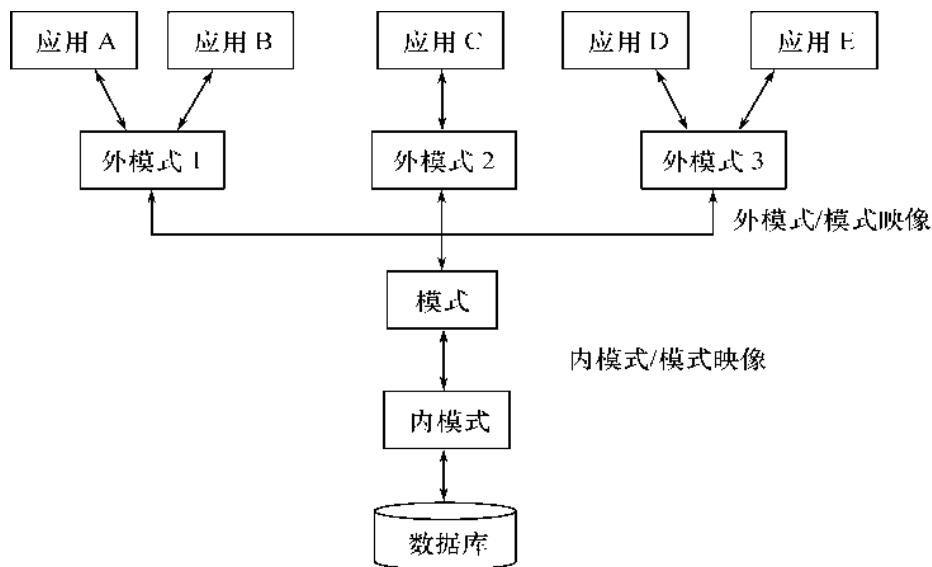 应用 A
应用 B
应用 C
应用 D
应用 E
外模式 1
外模式 2
外模式 3
外模式/模式映像
模式
内模式/模式映像
内模式
数据库